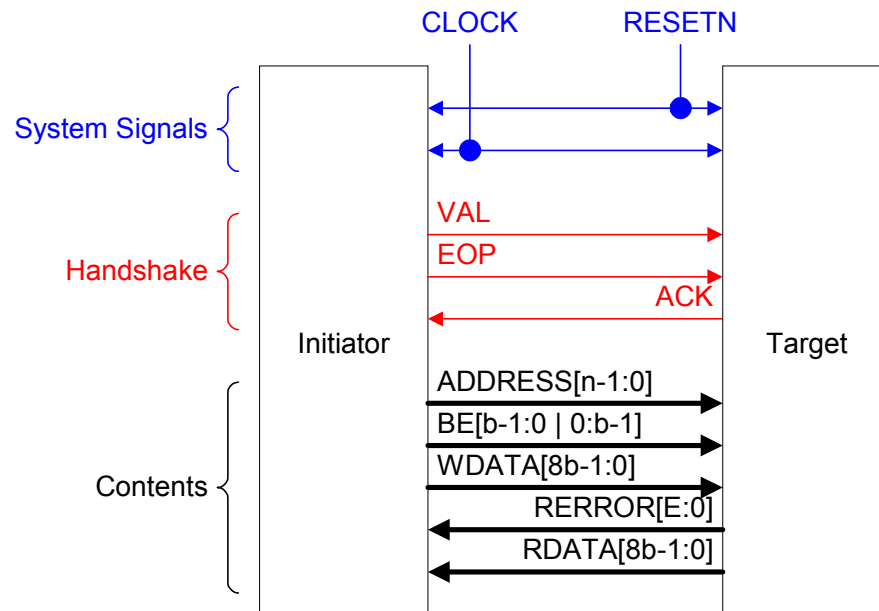 CLOCK
RESETN
System Signals
VAL
EOP
Handshake
ACK
Initiator
Target
ADDRESS[n-1:0]
BE[b-1:0 | 0:b-1]
WDATA[8b-1:0]
Contents
RERROR[E:0]
RDATA[8b-1:0]